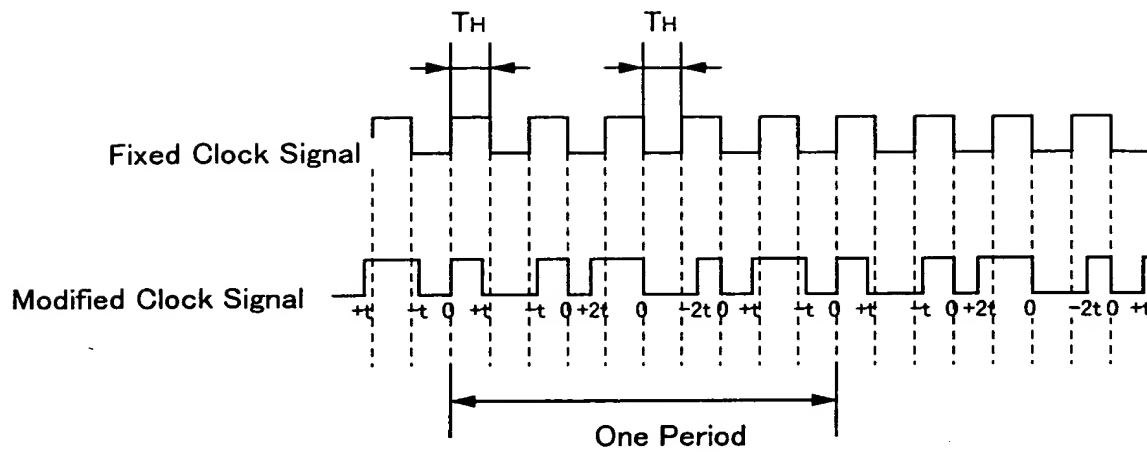 TH TH
Fixed Clock Signal
Modified Clock Signal
+t -t 0 +t -t 0 +2t 0 -2t 0 +t -t 0 +t -t 0 +2t 0 -2t 0 +t
One Period